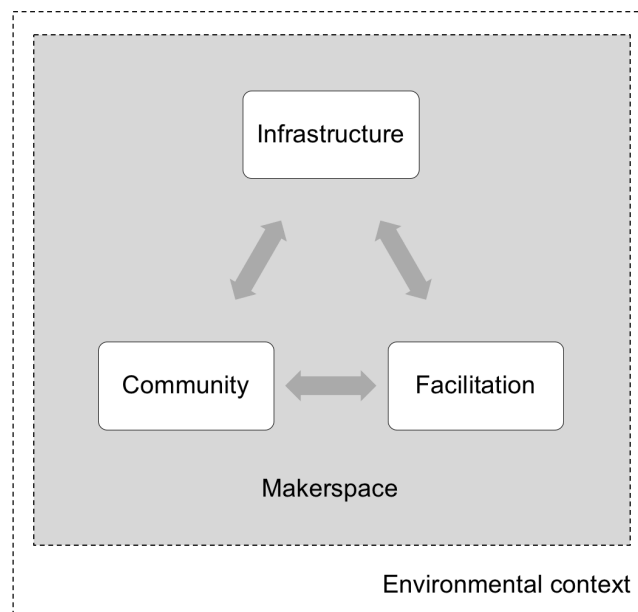 Infrastructure
Community
Facilitation
Makerspace
Environmental context